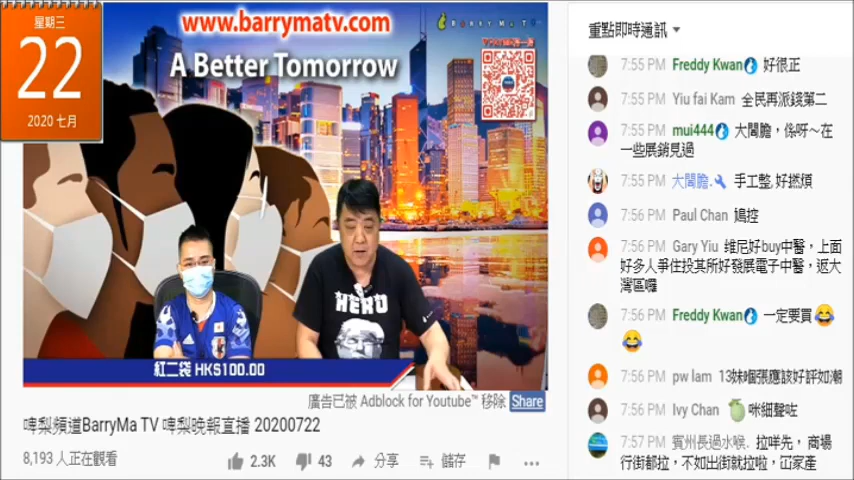 星期三
22
2020 七月
www.barrymatv.com
A Better Tomorrow
HERO
紅二袋 HK$100.00
廣告已被 Adblock for Youtube™ 移除 Share
啤梨頻道BarryMa TV 啤梨晚報直播 20200722
8,193 人正在觀看
2.3K 43 分享 儲存
重點即時通訊
7:55 PM Freddy Kwan 好很正
7:55 PM Yiu fai Kam 全民再派錢第二
7:55 PM mui444 大閪膽，係呀～在
一些展銷見過
7:55 PM 大閪膽. 手工整, 好撚煩
7:56 PM Paul Chan 鳩控
7:56 PM Gary Yiu 維尼好buy中醫，上面
好多人爭住投其所好發展電子中醫，返大
灣區囉
7:56 PM Freddy Kwan 一定要買😂
😂
7:56 PM pw lam 13妹嗰張應該好評如潮
7:56 PM Ivy Chan 咪細聲咗
7:57 PM 賓州長過水喉. 拉咩先， 商場
行街都拉，不如出街就拉啦，冚家產